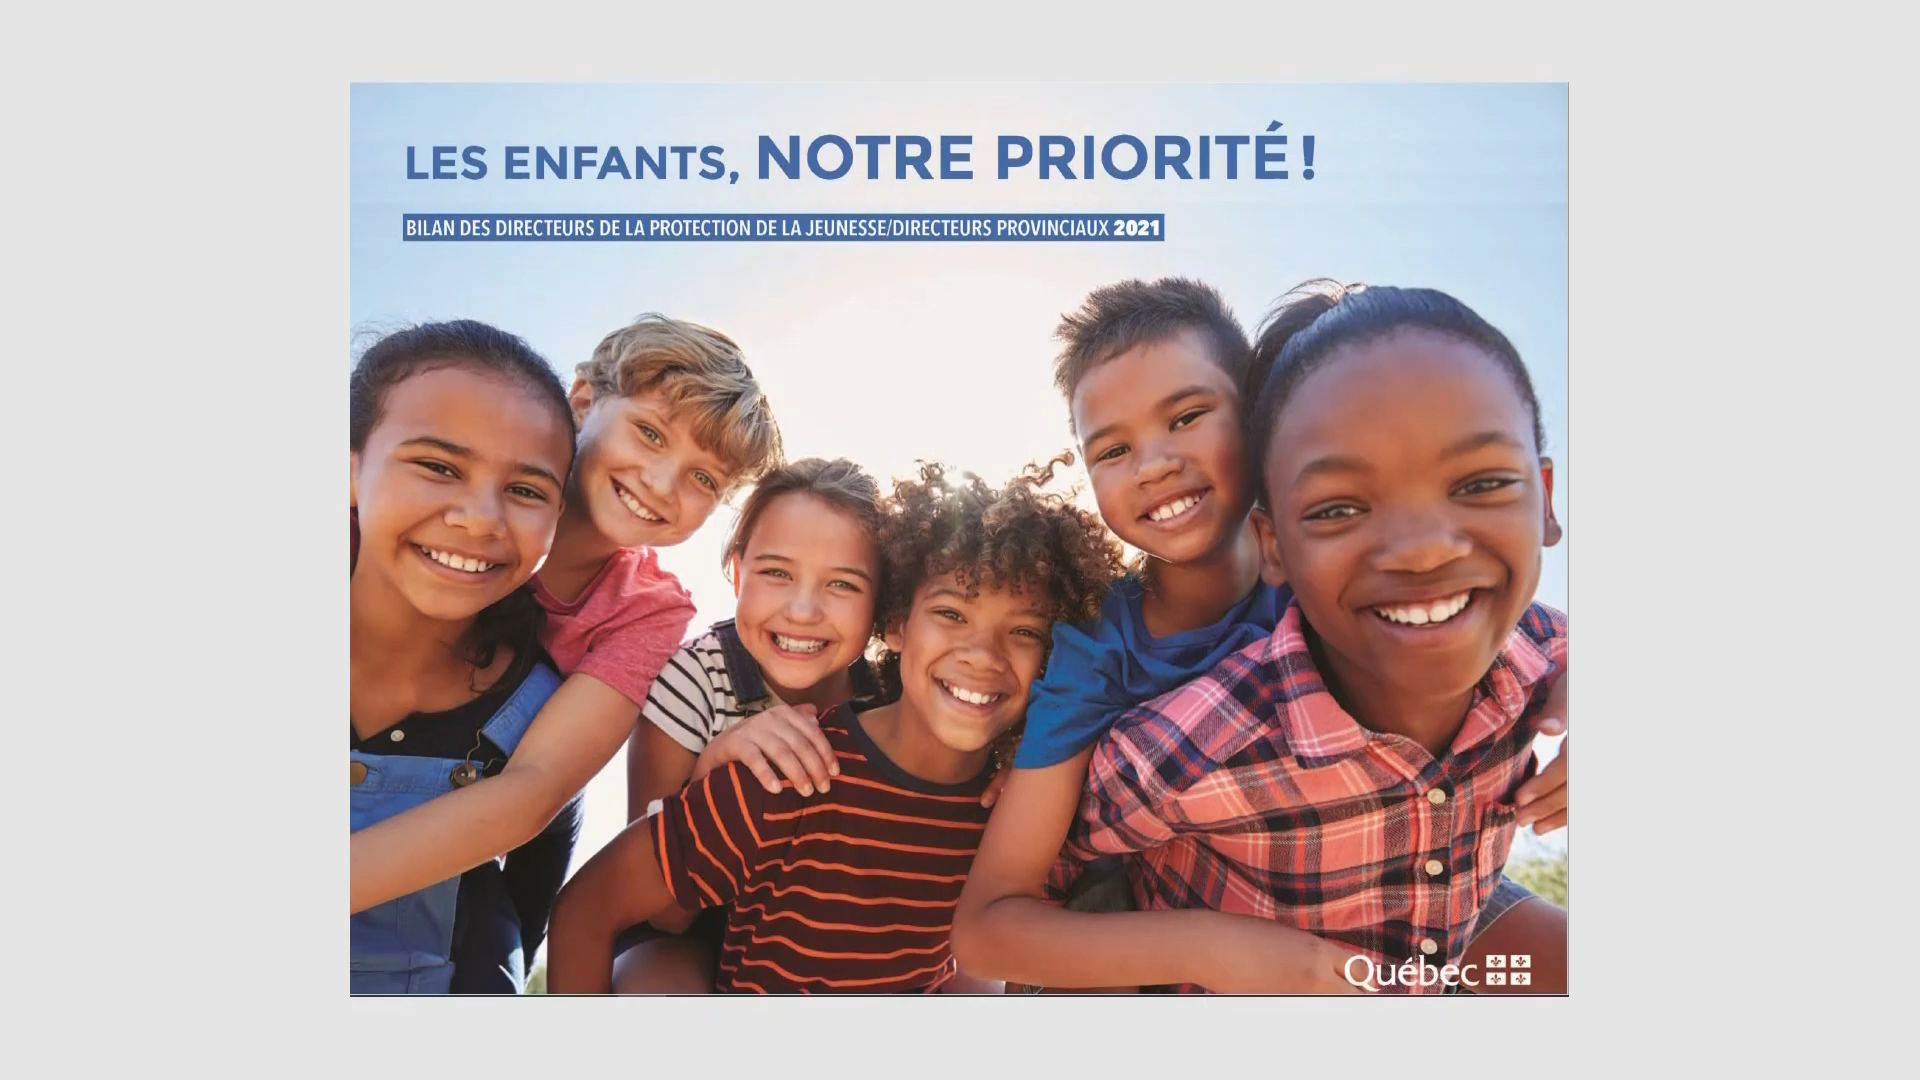 LES ENFANTS, NOTRE PRIORITÉ !
BILAN DES DIRECTEURS DE LA PROTECTION DE LA JEUNESSE/DIRECTEURS PROVINCIAUX 2021
Québec